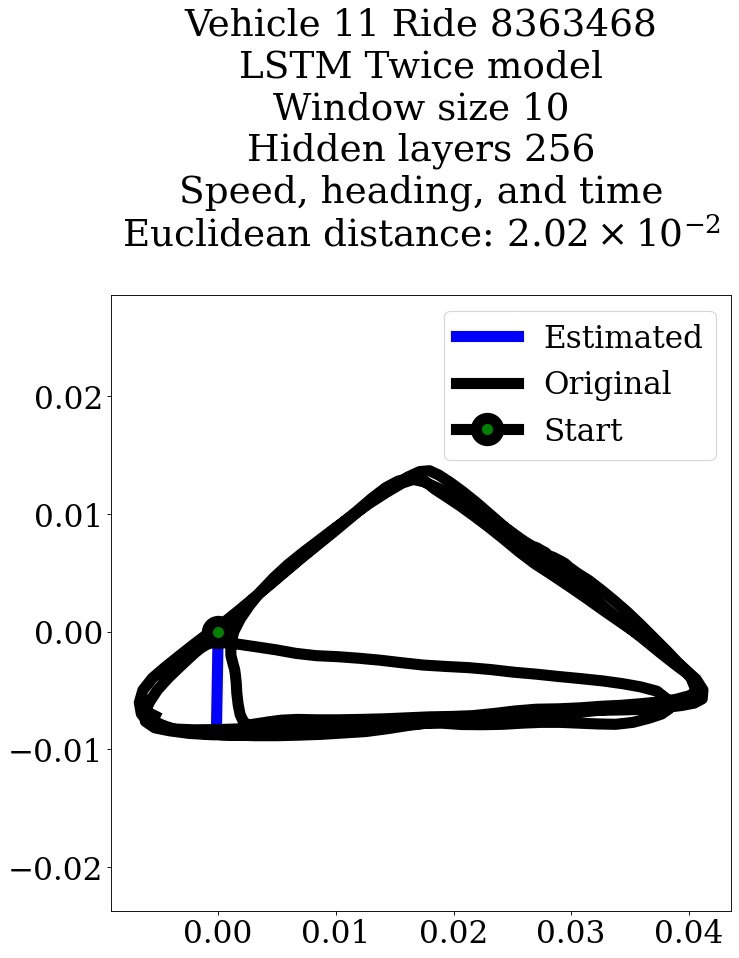 Vehicle 11 Ride 8363468
LSTM Twice model
Window size 10
Hidden layers 256
Speed, heading, and time
Euclidean distance: 2.02 × 10⁻²
Estimated
Original
Start
0.02
0.01
0.00
−0.01
−0.02
0.00 0.01 0.02 0.03 0.04